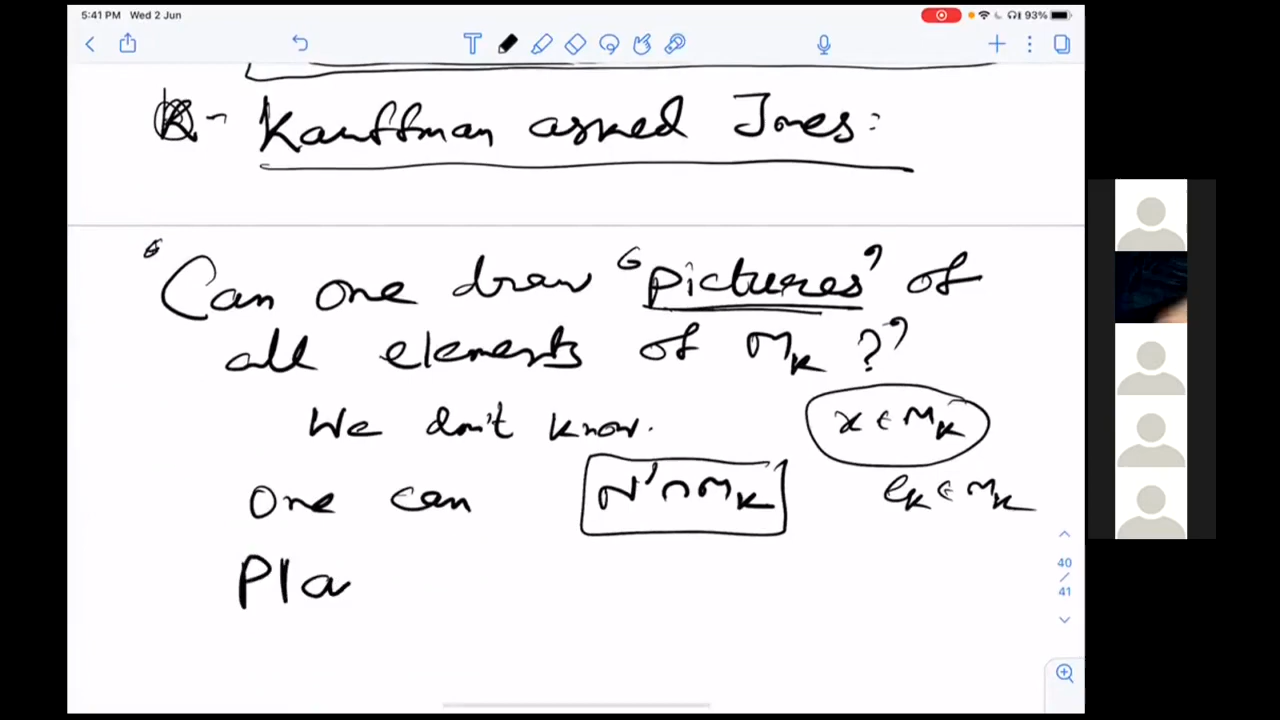 5:41 PM Wed 2 Jun 93%
Kauffman asked Jones:
"Can one draw "pictures" of
all elements of M_K ?"
We don't know. x ∈ M_K
One can N' ∩ M_K e_K ∈ M_K
Pla
40
/
41